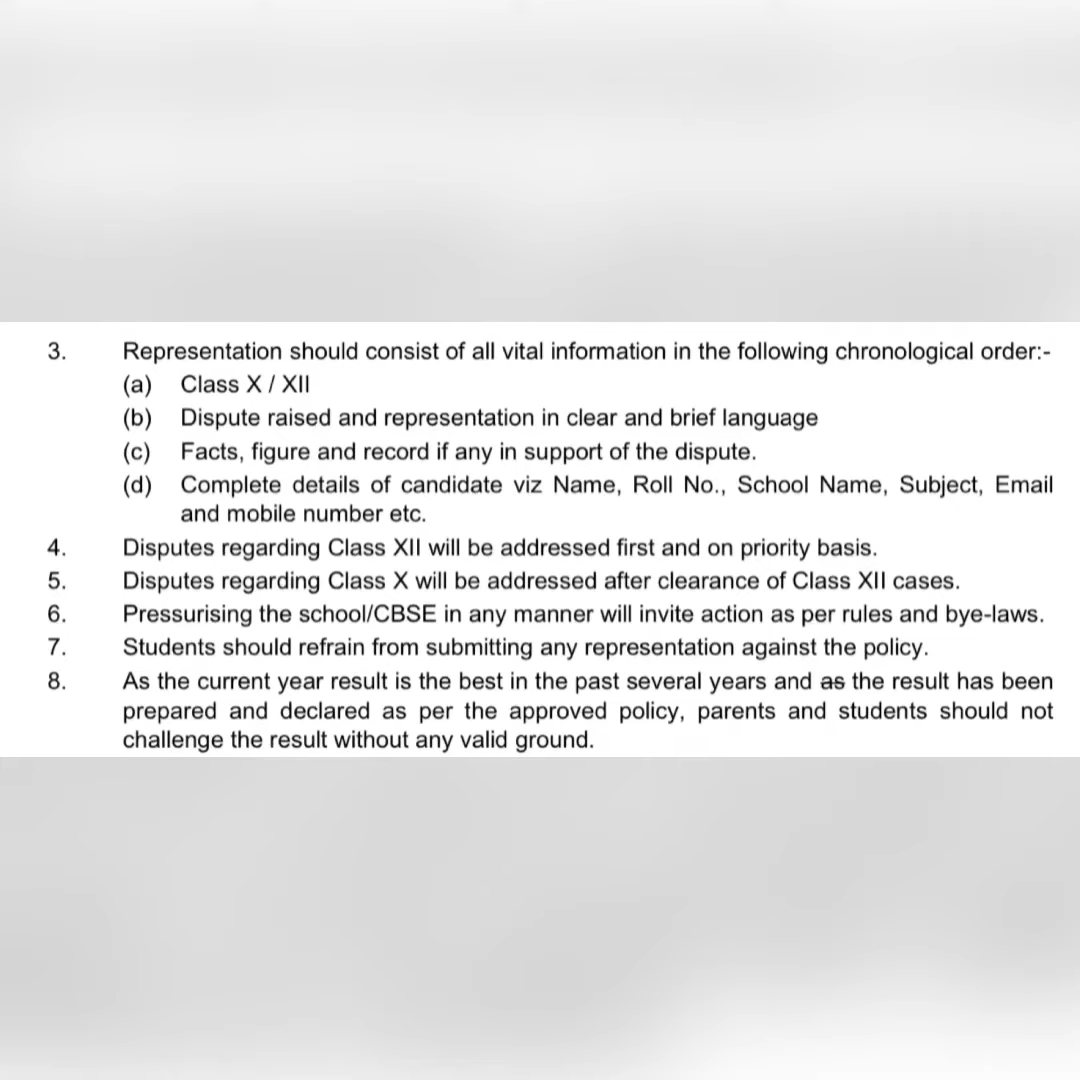 3. Representation should consist of all vital information in the following chronological order:-
(a) Class X / XII
(b) Dispute raised and representation in clear and brief language
(c) Facts, figure and record if any in support of the dispute.
(d) Complete details of candidate viz Name, Roll No., School Name, Subject, Email
and mobile number etc.
4. Disputes regarding Class XII will be addressed first and on priority basis.
5. Disputes regarding Class X will be addressed after clearance of Class XII cases.
6. Pressurising the school/CBSE in any manner will invite action as per rules and bye-laws.
7. Students should refrain from submitting any representation against the policy.
8. As the current year result is the best in the past several years and as the result has been
prepared and declared as per the approved policy, parents and students should not
challenge the result without any valid ground.